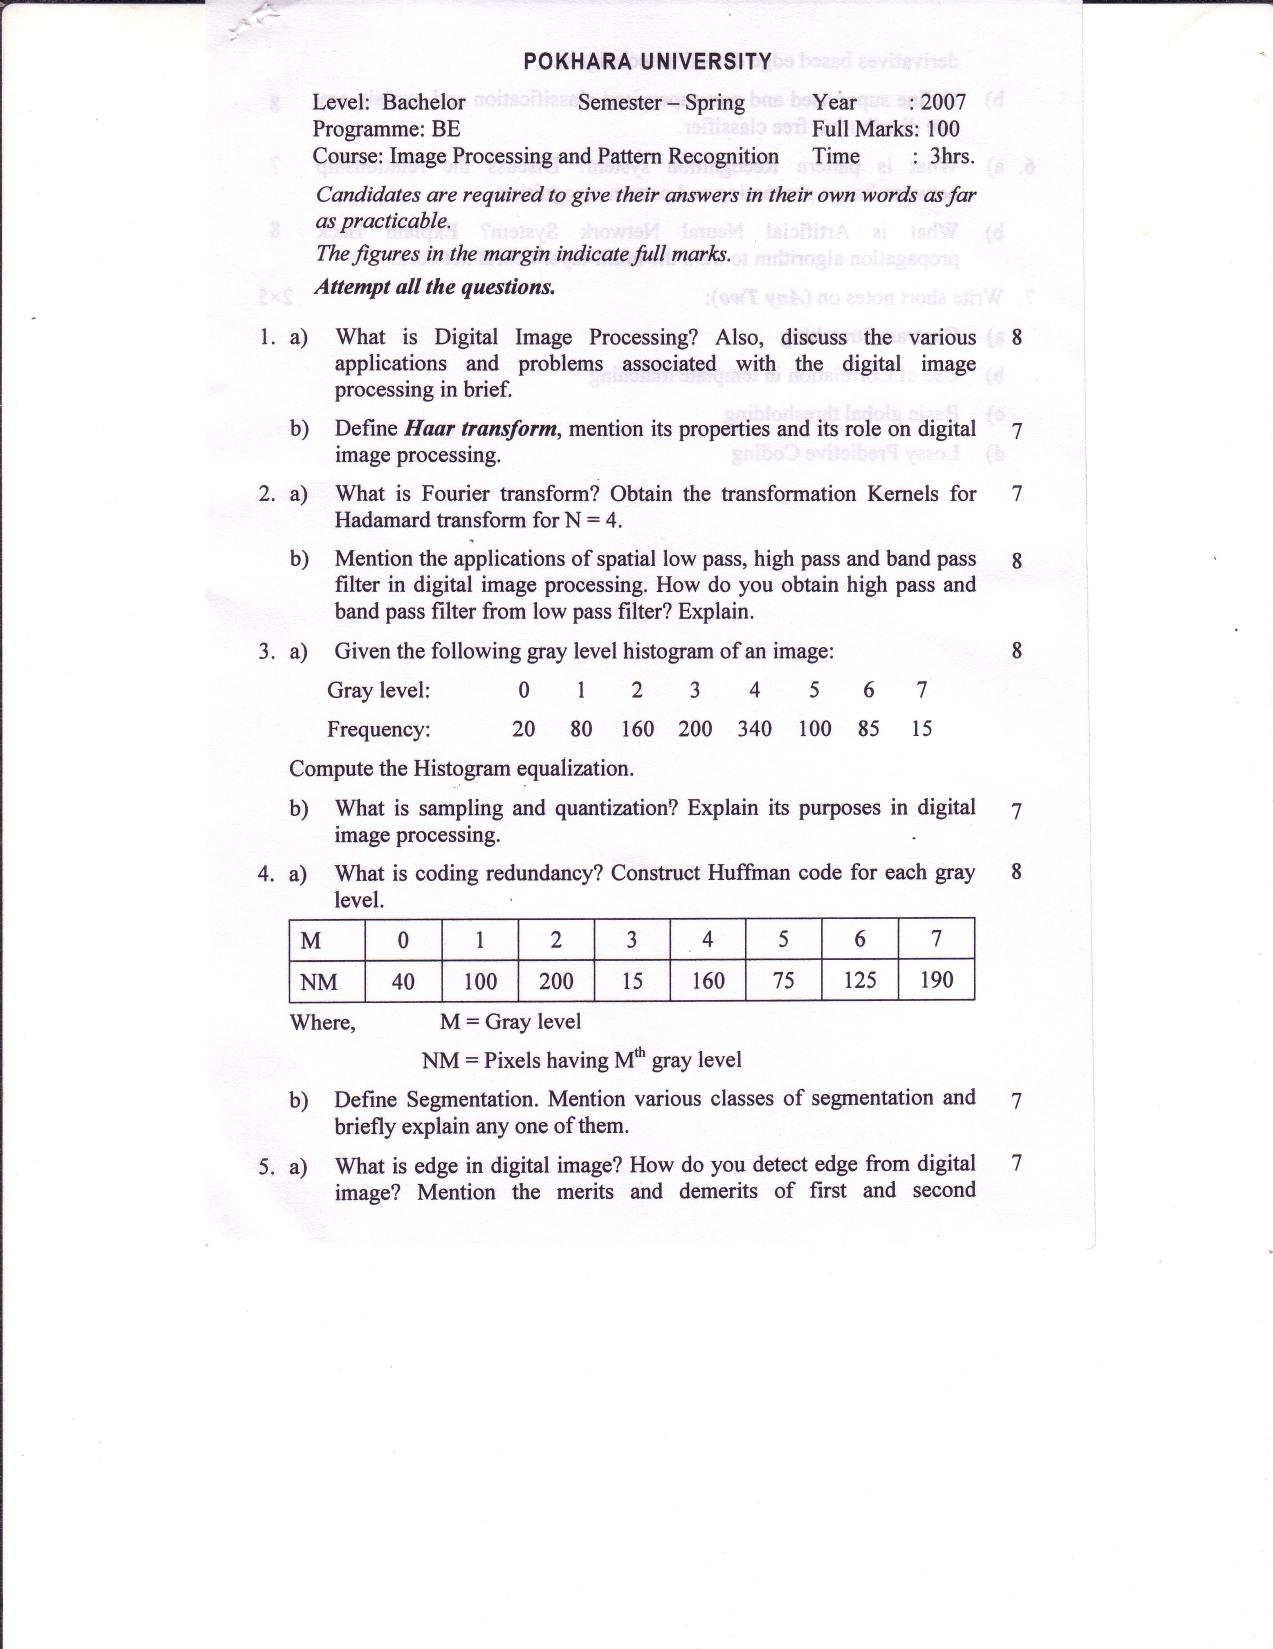 POKHARA UNIVERSITY
Level: Bachelor Semester – Spring Year : 2007
Programme: BE Full Marks: 100
Course: Image Processing and Pattern Recognition Time : 3hrs.
Candidates are required to give their answers in their own words as far
as practicable.
The figures in the margin indicate full marks.
Attempt all the questions.
1. a) What is Digital Image Processing? Also, discuss the various 8
applications and problems associated with the digital image
processing in brief.
b) Define Haar transform, mention its properties and its role on digital 7
image processing.
2. a) What is Fourier transform? Obtain the transformation Kernels for 7
Hadamard transform for N = 4.
b) Mention the applications of spatial low pass, high pass and band pass 8
filter in digital image processing. How do you obtain high pass and
band pass filter from low pass filter? Explain.
3. a) Given the following gray level histogram of an image: 8
Gray level: 0 1 2 3 4 5 6 7
Frequency: 20 80 160 200 340 100 85 15
Compute the Histogram equalization.
b) What is sampling and quantization? Explain its purposes in digital 7
image processing.
4. a) What is coding redundancy? Construct Huffman code for each gray 8
level.
M 0 1 2 3 4 5 6 7
NM 40 100 200 15 160 75 125 190
Where, M = Gray level
NM = Pixels having Mth gray level
b) Define Segmentation. Mention various classes of segmentation and 7
briefly explain any one of them.
5. a) What is edge in digital image? How do you detect edge from digital 7
image? Mention the merits and demerits of first and second